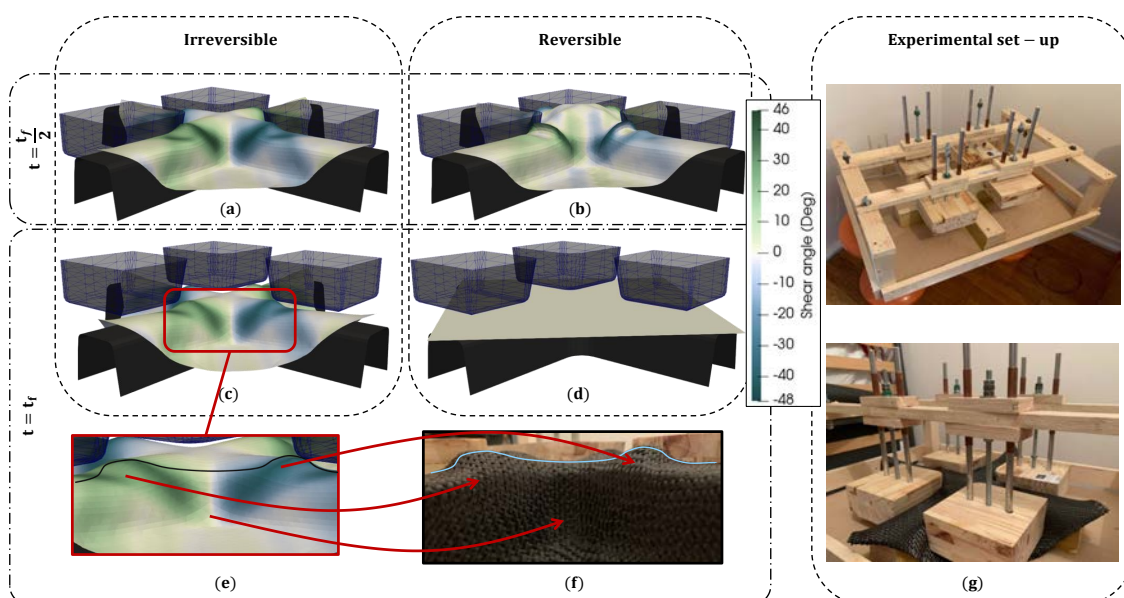 Irreversible
Reversible
Experimental set – up
t = t_f/2
(a)
(b)
46
40
30
20
10
0
-10
-20
-30
-40
-48
Shear angle (Deg)
t = t_f
(c)
(d)
(e)
(f)
(g)